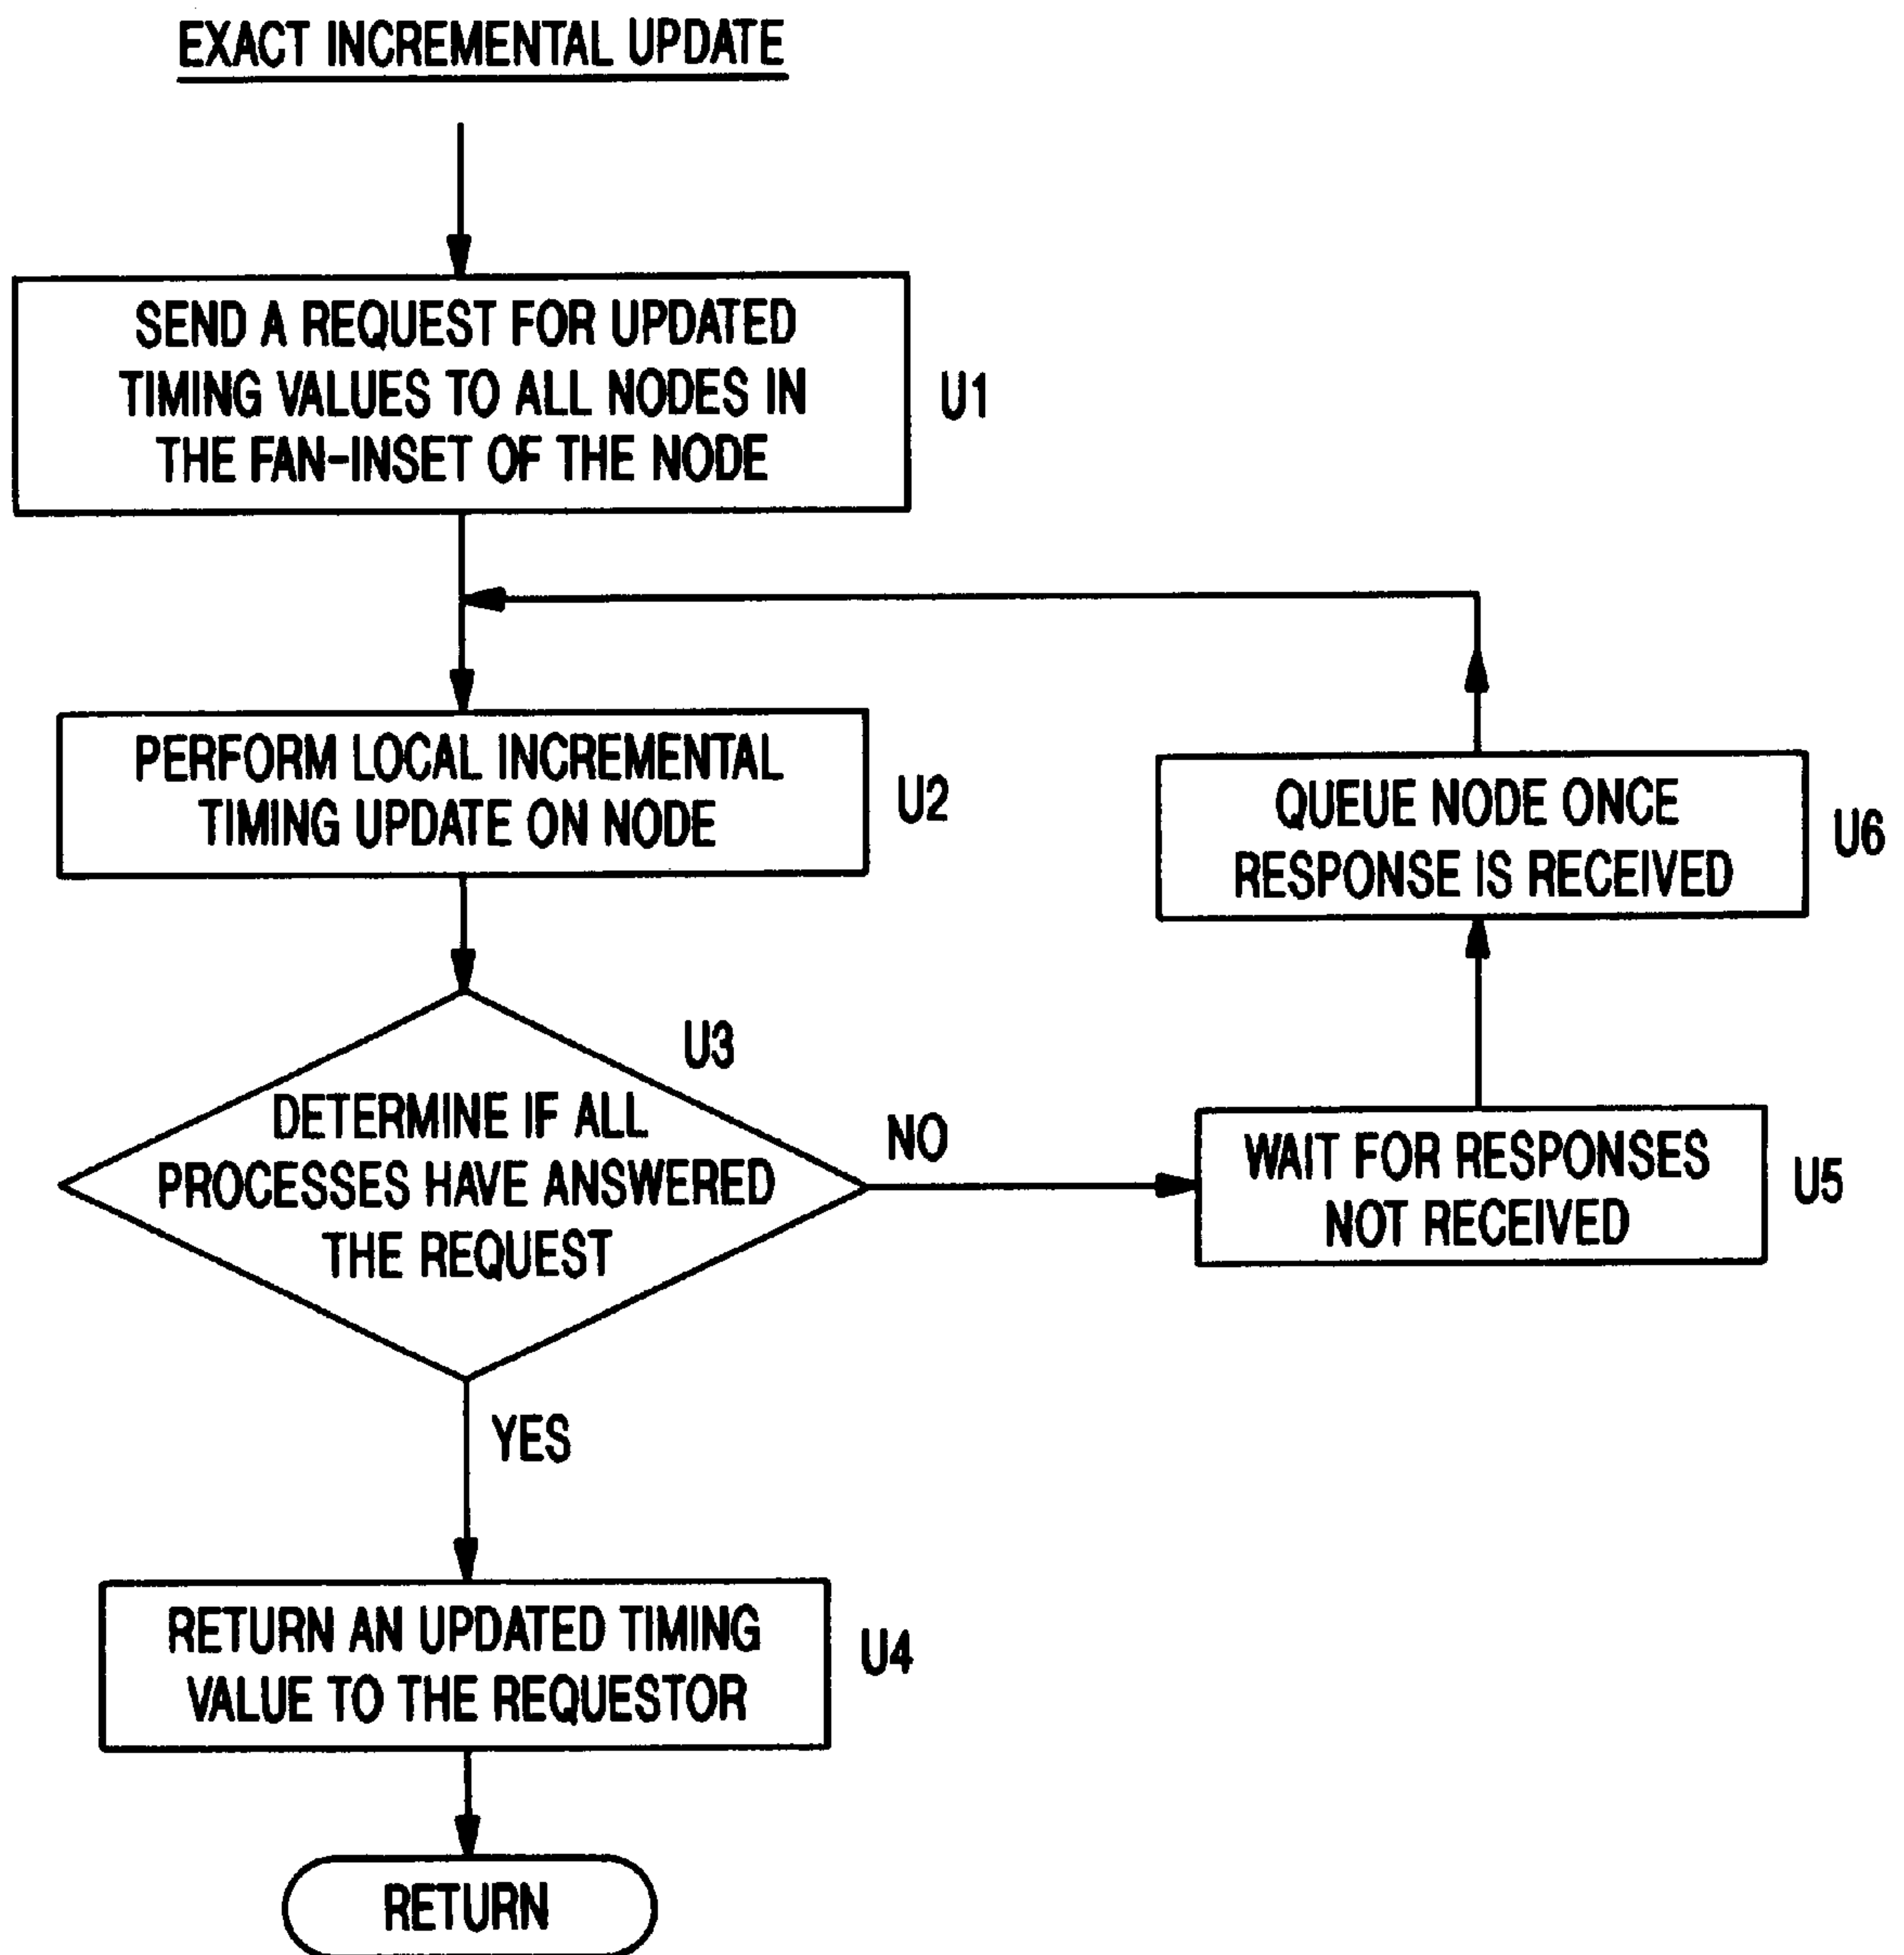 EXACT INCREMENTAL UPDATE
SEND A REQUEST FOR UPDATED
TIMING VALUES TO ALL NODES IN
THE FAN-INSET OF THE NODE
U1
PERFORM LOCAL INCREMENTAL
TIMING UPDATE ON NODE
U2
QUEUE NODE ONCE
RESPONSE IS RECEIVED
U6
U3
DETERMINE IF ALL
PROCESSES HAVE ANSWERED
THE REQUEST
NO
WAIT FOR RESPONSES
NOT RECEIVED
U5
YES
RETURN AN UPDATED TIMING
VALUE TO THE REQUESTOR
U4
RETURN